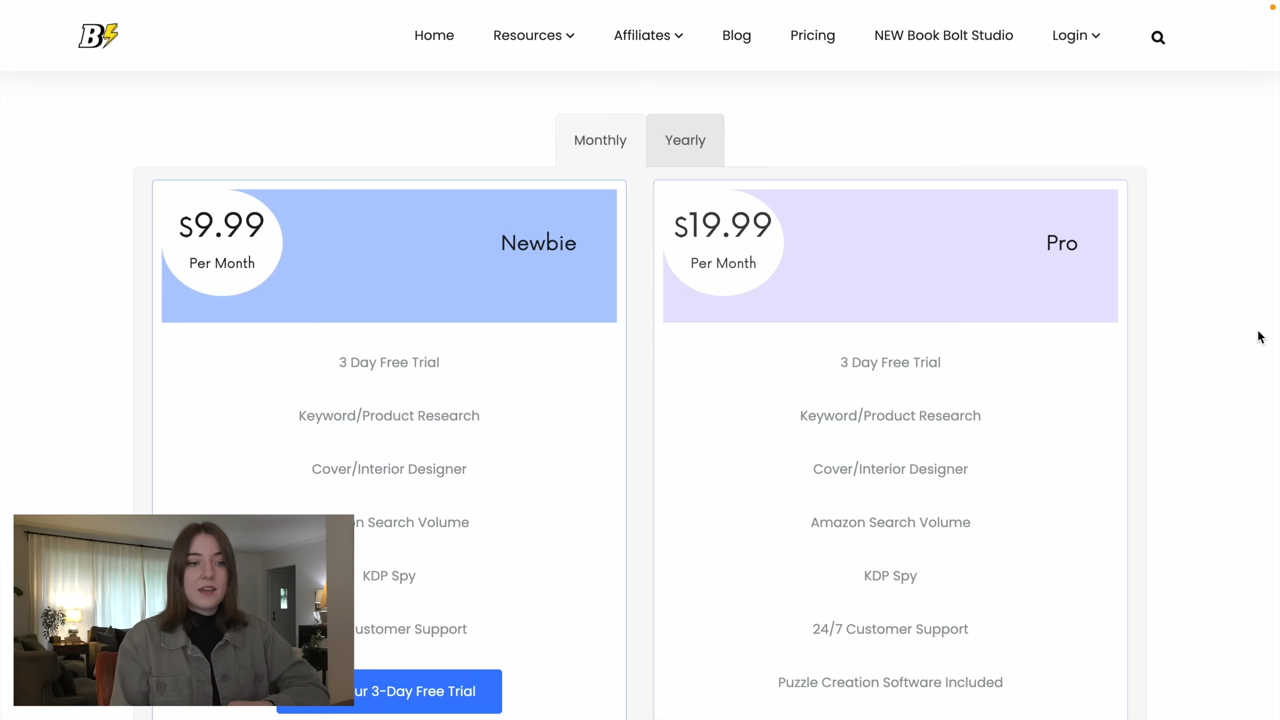 B
Home
Resources
Affiliates
Blog
Pricing
NEW Book Bolt Studio
Login
Monthly
Yearly
$9.99
Per Month
Newbie
3 Day Free Trial
Keyword/Product Research
Cover/Interior Designer
Search Volume
KDP Spy
Support
3-Day Free Trial
$19.99
Per Month
Pro
3 Day Free Trial
Keyword/Product Research
Cover/Interior Designer
Amazon Search Volume
KDP Spy
24/7 Customer Support
Puzzle Creation Software Included